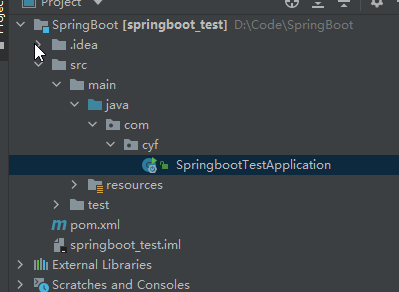 Project
Project
SpringBoot [springboot_test] D:\Code\SpringBoot
.idea
src
main
java
com
cyf
SpringbootTestApplication
resources
test
pom.xml
springboot_test.iml
External Libraries
Scratches and Consoles